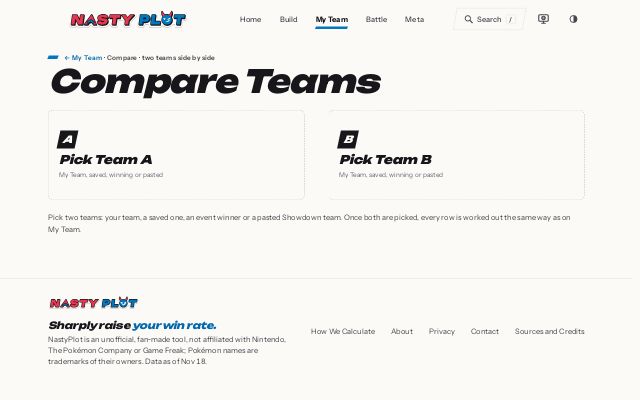 NASTY PLOT
Home Build My Team Battle Meta Search /
← My Team · Compare · two teams side by side
Compare Teams
A
Pick Team A
My Team, saved, winning or pasted
B
Pick Team B
My Team, saved, winning or pasted
Pick two teams: your team, a saved one, an event winner or a pasted Showdown team. Once both are picked, every row is worked out the same way as on
My Team.
NASTY PLOT
Sharply raise your win rate.
NastyPlot is an unofficial, fan-made tool, not affiliated with Nintendo,
The Pokémon Company or Game Freak; Pokémon names are
trademarks of their owners. Data as of Nov 18.
How We Calculate About Privacy Contact Sources and Credits